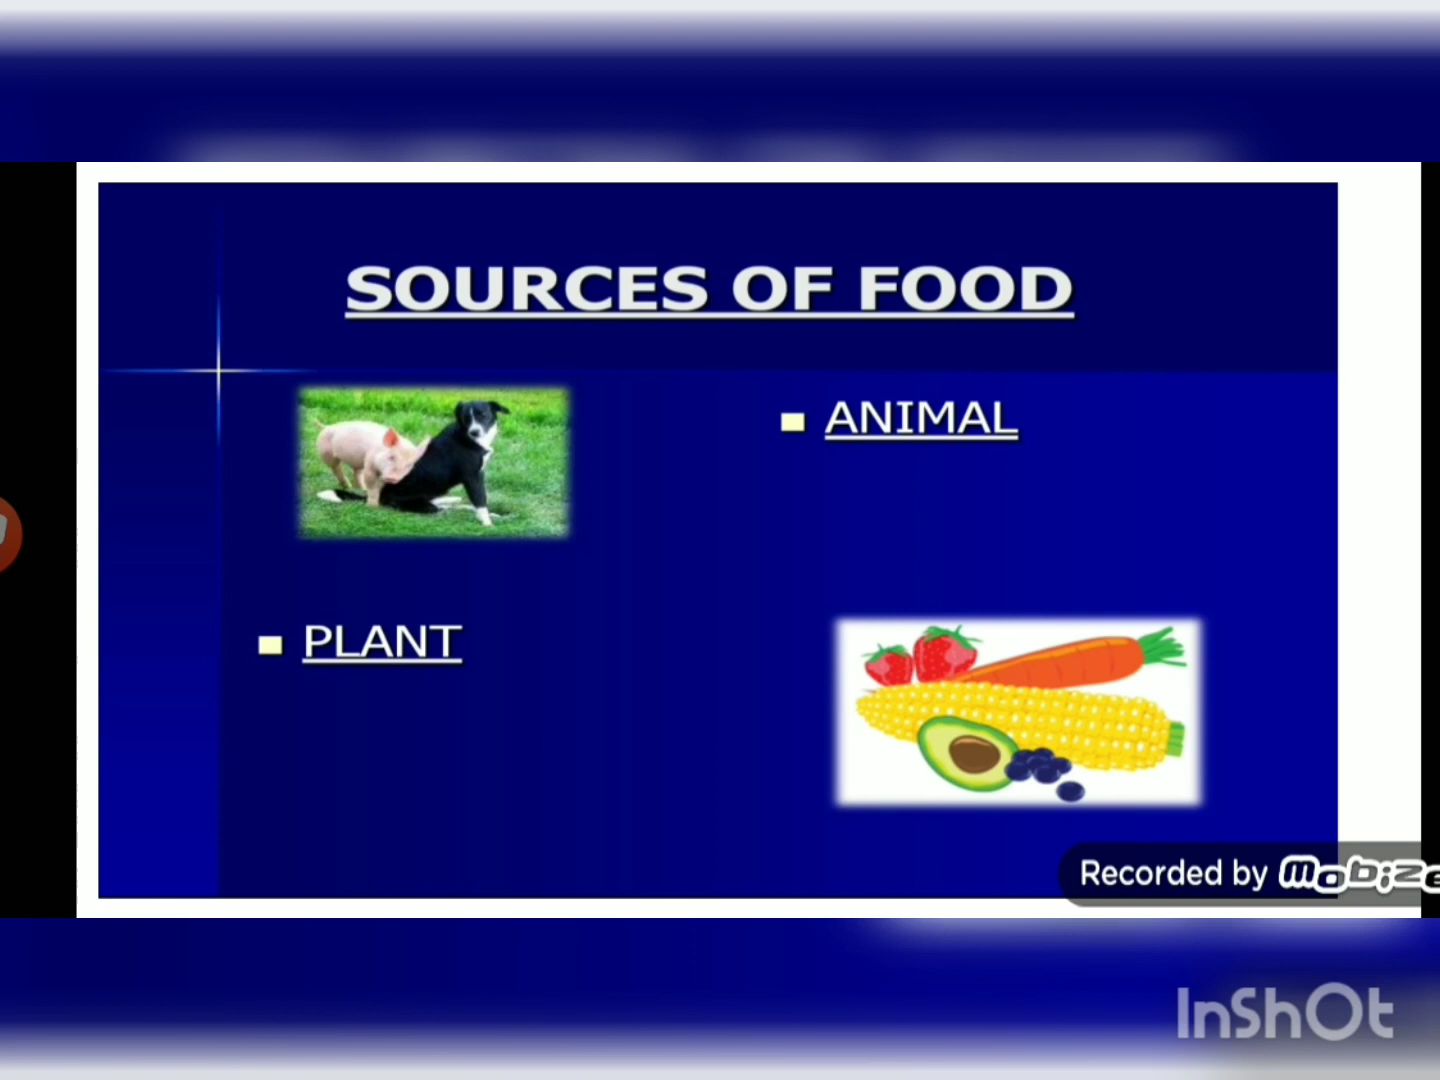 SOURCES OF FOOD
ANIMAL
PLANT
Recorded by
InShOt